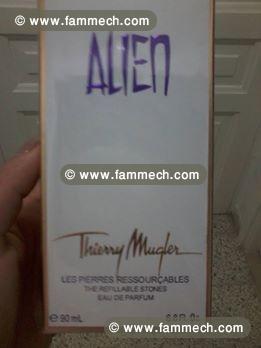 www.fammech.com
ALIEN
www.fammech.com
Thierry Mugler
LES PIERRES RESSOURÇABLES
THE REFILLABLE STONES
EAU DE PARFUM
e 90 mL
www.fammech.com